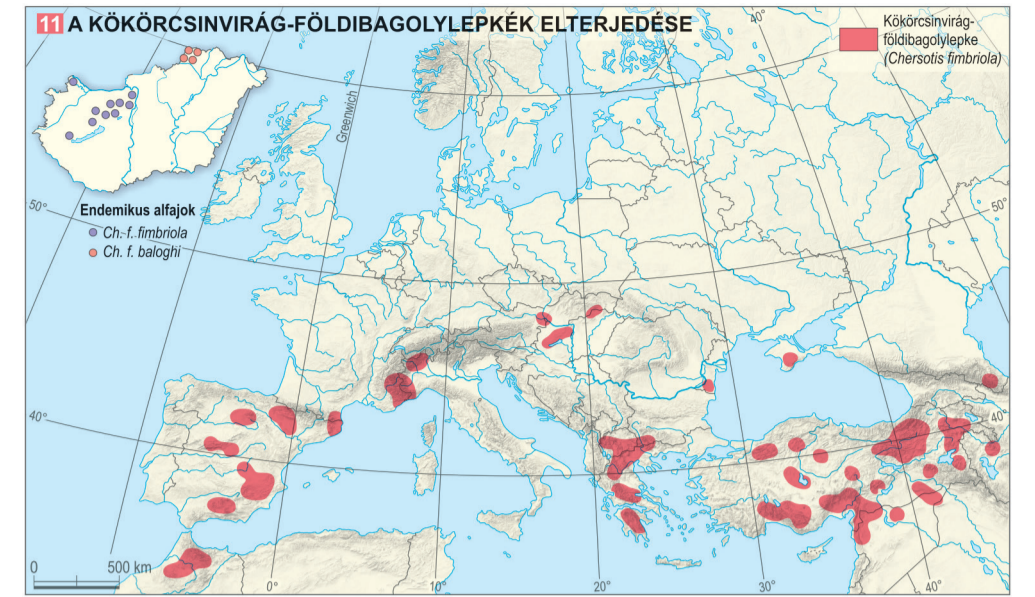 11 A KÖKÖRCSINVIRÁG-FÖLDIBAGOLYLEPKÉK ELTERJEDÉSE
Kökörcsinvirág-
földibagolylepke
(Chersotis fimbriola)
Endemikus alfajok
Ch. f. fimbriola
Ch. f. baloghi
Greenwich
40°
50°
50°
40°
40°
0 500 km
0°
10°
20°
30°
40°